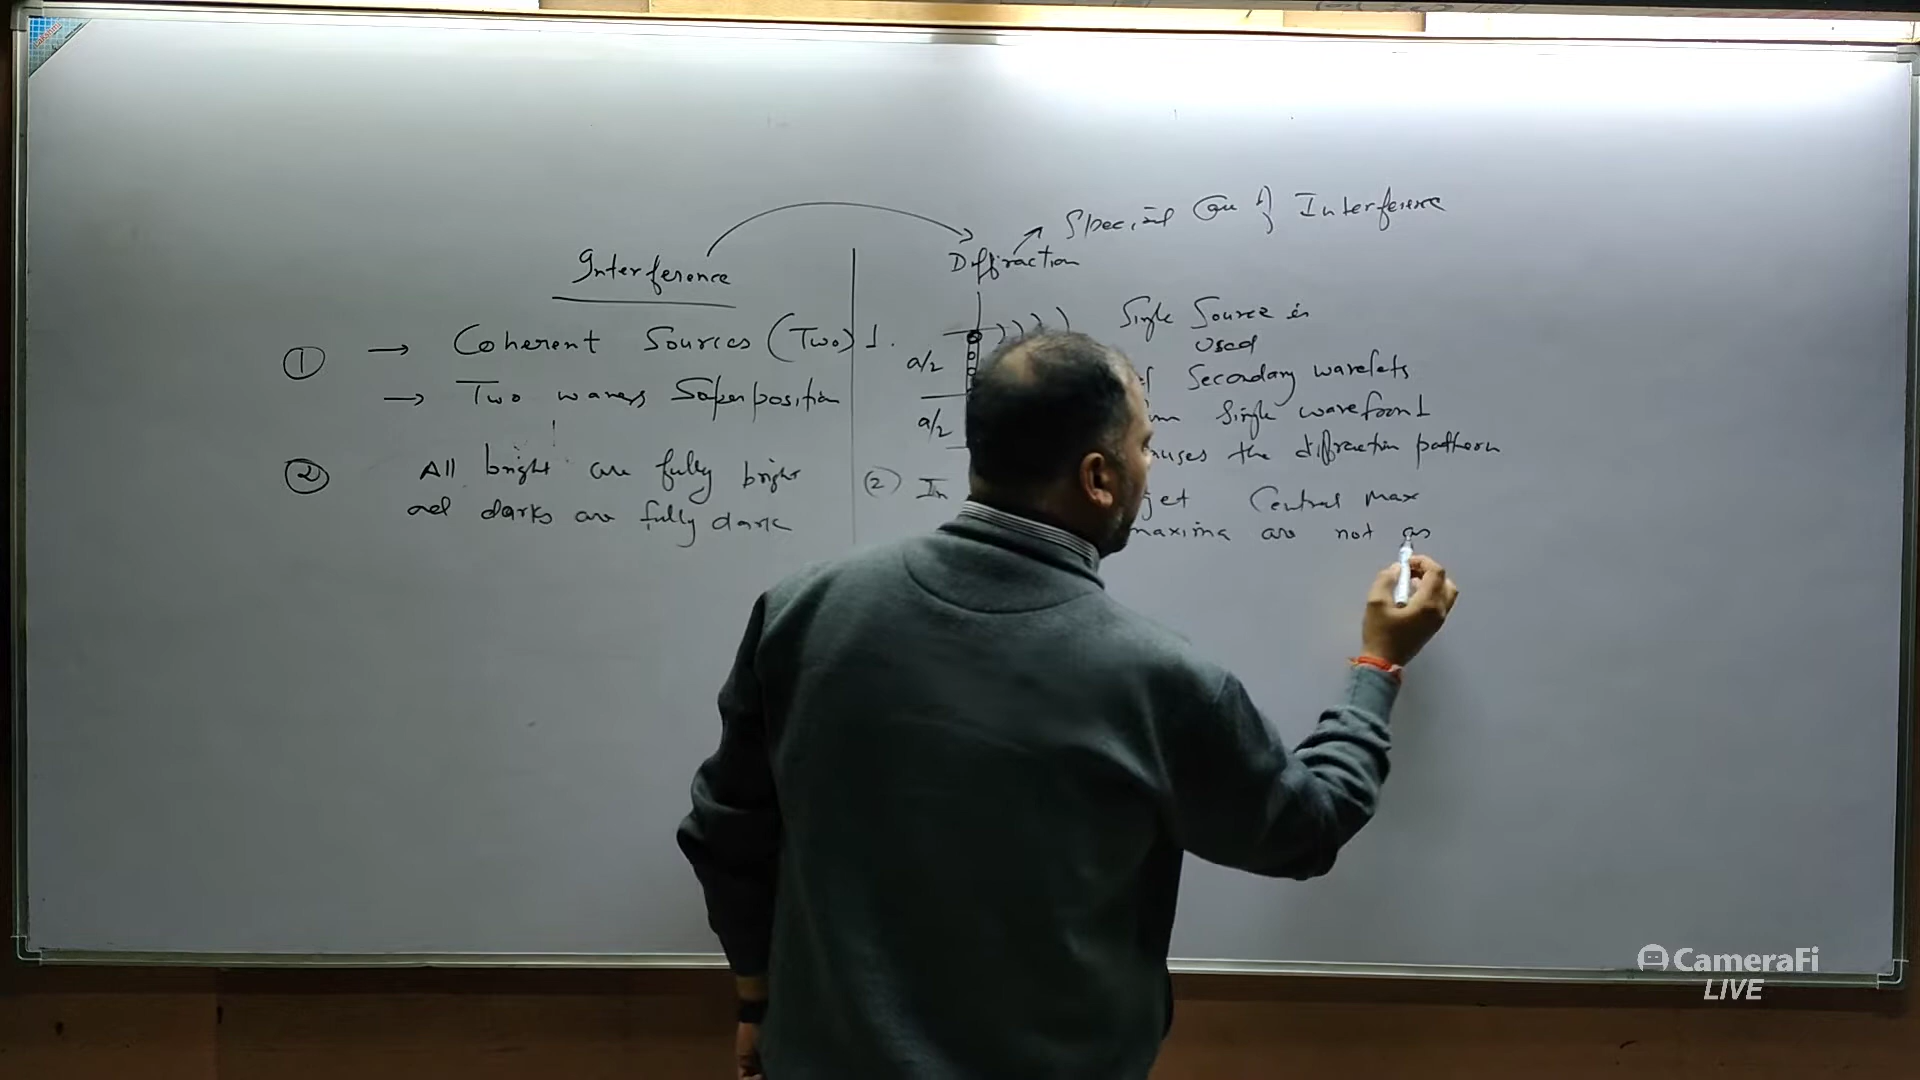 Special Case of Interference
Interference
Diffraction
① → Coherent Sources (Two)
→ Two waves Superposition
② All bright are fully bright
and darks are fully dark
1.
a/2
a/2
Single Source is
used
Secondary wavelets
Single wavefront
the diffraction pattern
(2) In
get Central max
maxima are not as
CameraFi
LIVE